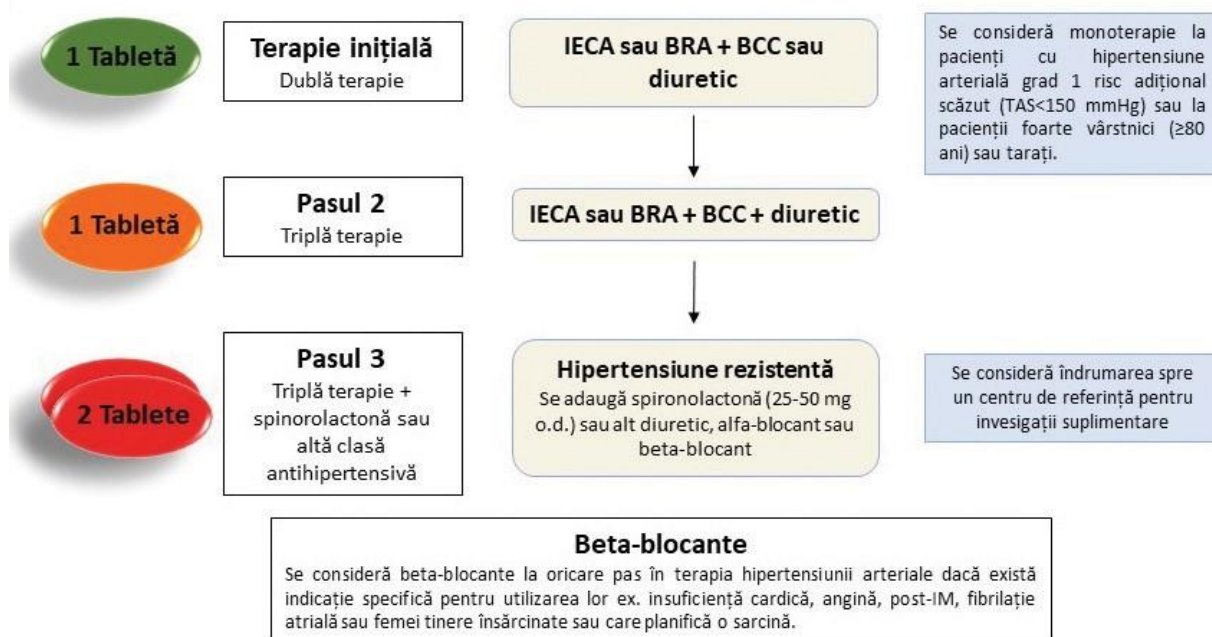 1 Tabletă
Terapie inițială
Dublă terapie
IECA sau BRA + BCC sau
diuretic
Se consideră monoterapie la
pacienți cu hipertensiune
arterială grad 1 risc adițional
scăzut (TAS<150 mmHg) sau la
pacienții foarte vârstnici (≥80
ani) sau tarați.
1 Tabletă
Pasul 2
Triplă terapie
IECA sau BRA + BCC + diuretic
2 Tablete
Pasul 3
Triplă terapie +
spinorolactonă sau
altă clasă
antihipertensivă
Hipertensiune rezistentă
Se adaugă spironolactonă (25-50 mg
o.d.) sau alt diuretic, alfa-blocant sau
beta-blocant
Se consideră îndrumarea spre
un centru de referință pentru
invesigații suplimentare
Beta-blocante
Se consideră beta-blocante la oricare pas în terapia hipertensiunii arteriale dacă există
indicație specifică pentru utilizarea lor ex. insuficiență cardică, angină, post-IM, fibrilație
atrială sau femei tinere însărcinate sau care planifică o sarcină.